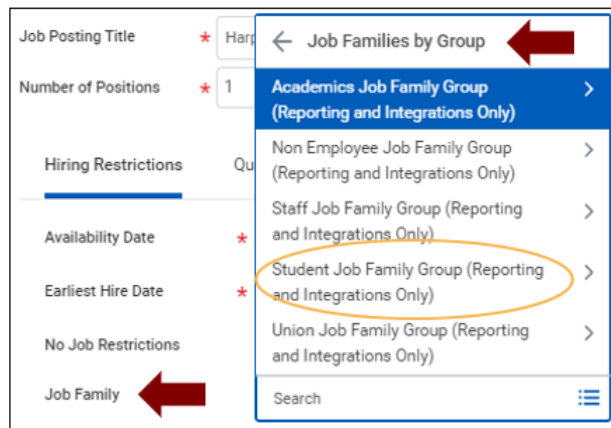 Job Posting Title * Harp
Number of Positions * 1
Hiring Restrictions Qu
Availability Date *
Earliest Hire Date *
No Job Restrictions
Job Family
Job Families by Group
Academics Job Family Group
(Reporting and Integrations Only)
Non Employee Job Family Group
(Reporting and Integrations Only)
Staff Job Family Group (Reporting
and Integrations Only)
Student Job Family Group (Reporting
and Integrations Only)
Union Job Family Group (Reporting
and Integrations Only)
Search